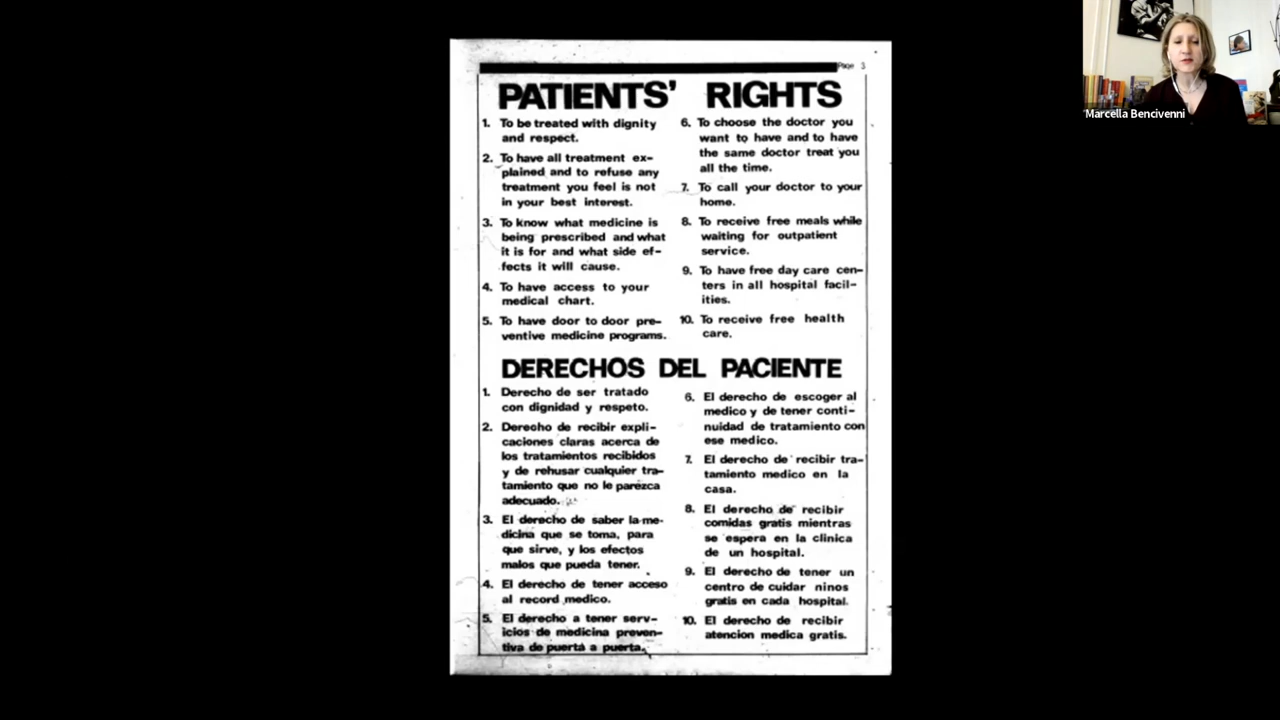 Page 3
PATIENTS' RIGHTS
1. To be treated with dignity
and respect.
2. To have all treatment ex-
plained and to refuse any
treatment you feel is not
in your best interest.
3. To know what medicine is
being prescribed and what
it is for and what side ef-
fects it will cause.
4. To have access to your
medical chart.
5. To have door to door pre-
ventive medicine programs.
6. To choose the doctor you
want to have and to have
the same doctor treat you
all the time.
7. To call your doctor to your
home.
8. To receive free meals while
waiting for outpatient
service.
9. To have free day care cen-
ters in all hospital facil-
ities.
10. To receive free health
care.
DERECHOS DEL PACIENTE
1. Derecho de ser tratado
con dignidad y respeto.
2. Derecho de recibir expli-
caciones claras acerca de
los tratamientos recibidos
y de rehusar cualquier tra-
tamiento que no le parezca
adecuado.
3. El derecho de saber la me-
dicina que se toma, para
que sirve, y los efectos
malos que pueda tener.
4. El derecho de tener acceso
al record medico.
5. El derecho a tener serv-
icios de medicina preven-
tiva de puerta a puerta.
6. El derecho de escoger al
medico y de tener conti-
nuidad de tratamiento con
ese medico.
7. El derecho de recibir tra-
tamiento medico en la
casa.
8. El derecho de recibir
comidas gratis mientras
se espera en la clinica
de un hospital.
9. El derecho de tener un
centro de cuidar ninos
gratis en cada hospital.
10. El derecho de recibir
atencion medica gratis.
Marcella Bencivenni